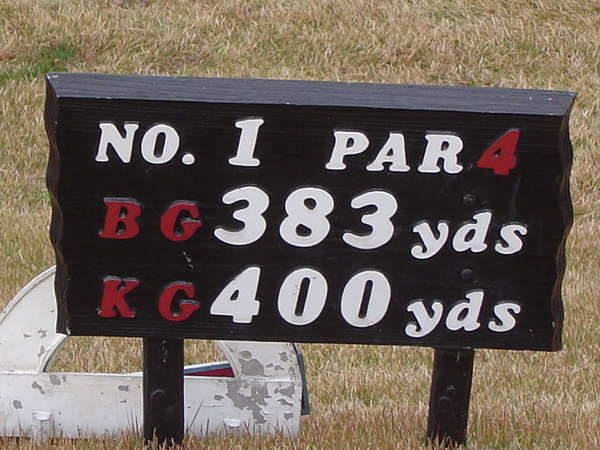 NO. 1 PAR 4
BG 383 yds
KG 400 yds